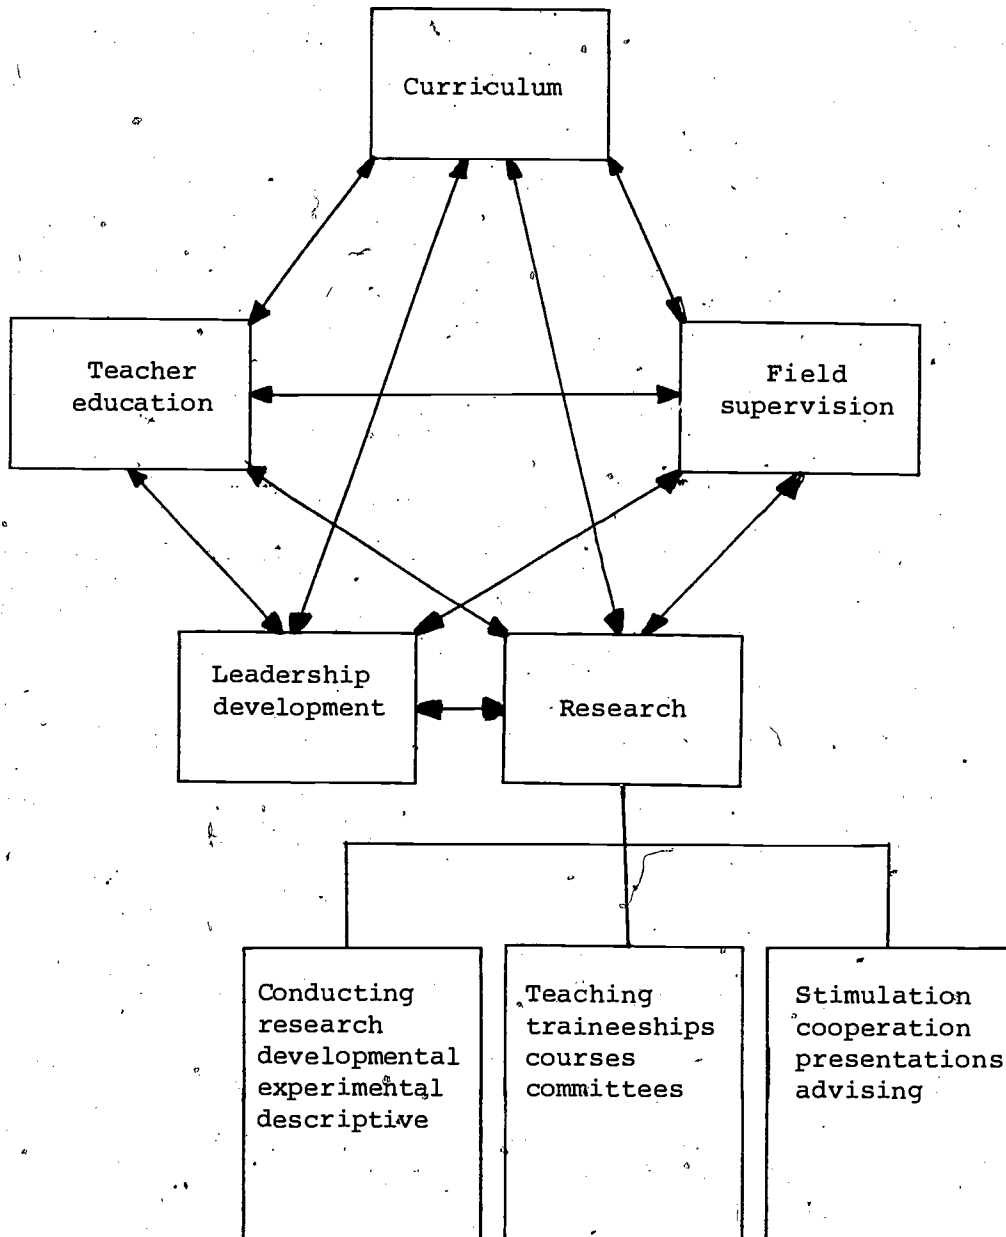 Curriculum
Teacher
education
Field
supervision
Leadership
development
Research
Conducting
research
developmental
experimental
descriptive
Teaching
traineeships
courses
committees
Stimulation
cooperation
presentations
advising